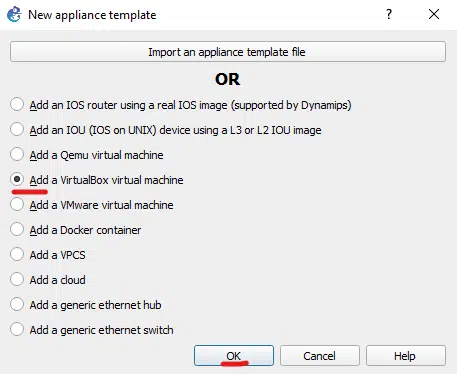 New appliance template
?
Import an appliance template file
OR
Add an IOS router using a real IOS image (supported by Dynamips)
Add an IOU (IOS on UNIX) device using a L3 or L2 IOU image
Add a Qemu virtual machine
Add a VirtualBox virtual machine
Add a VMware virtual machine
Add a Docker container
Add a VPCS
Add a cloud
Add a generic ethernet hub
Add a generic ethernet switch
OK Cancel Help